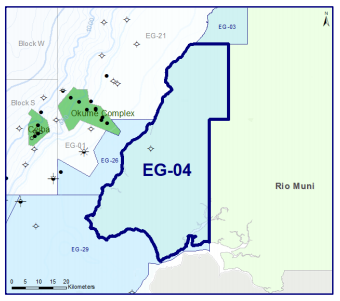 EG-03
N
EG-21
Block W
Block S
Okume Complex
Ceiba
EG-01
EG-26
EG-04
Rio Muni
EG-29
0 5 10 15 20
Kilometers